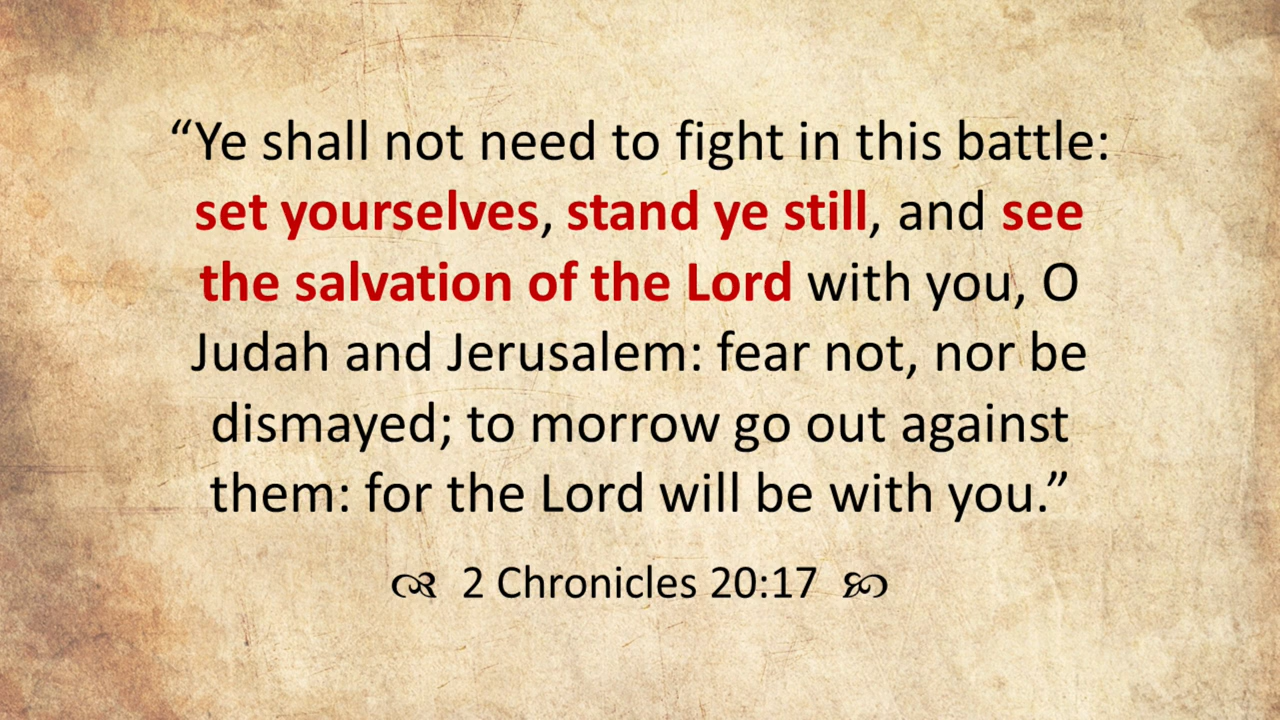 “Ye shall not need to fight in this battle:
set yourselves, stand ye still, and see
the salvation of the Lord with you, O
Judah and Jerusalem: fear not, nor be
dismayed; to morrow go out against
them: for the Lord will be with you.”
2 Chronicles 20:17